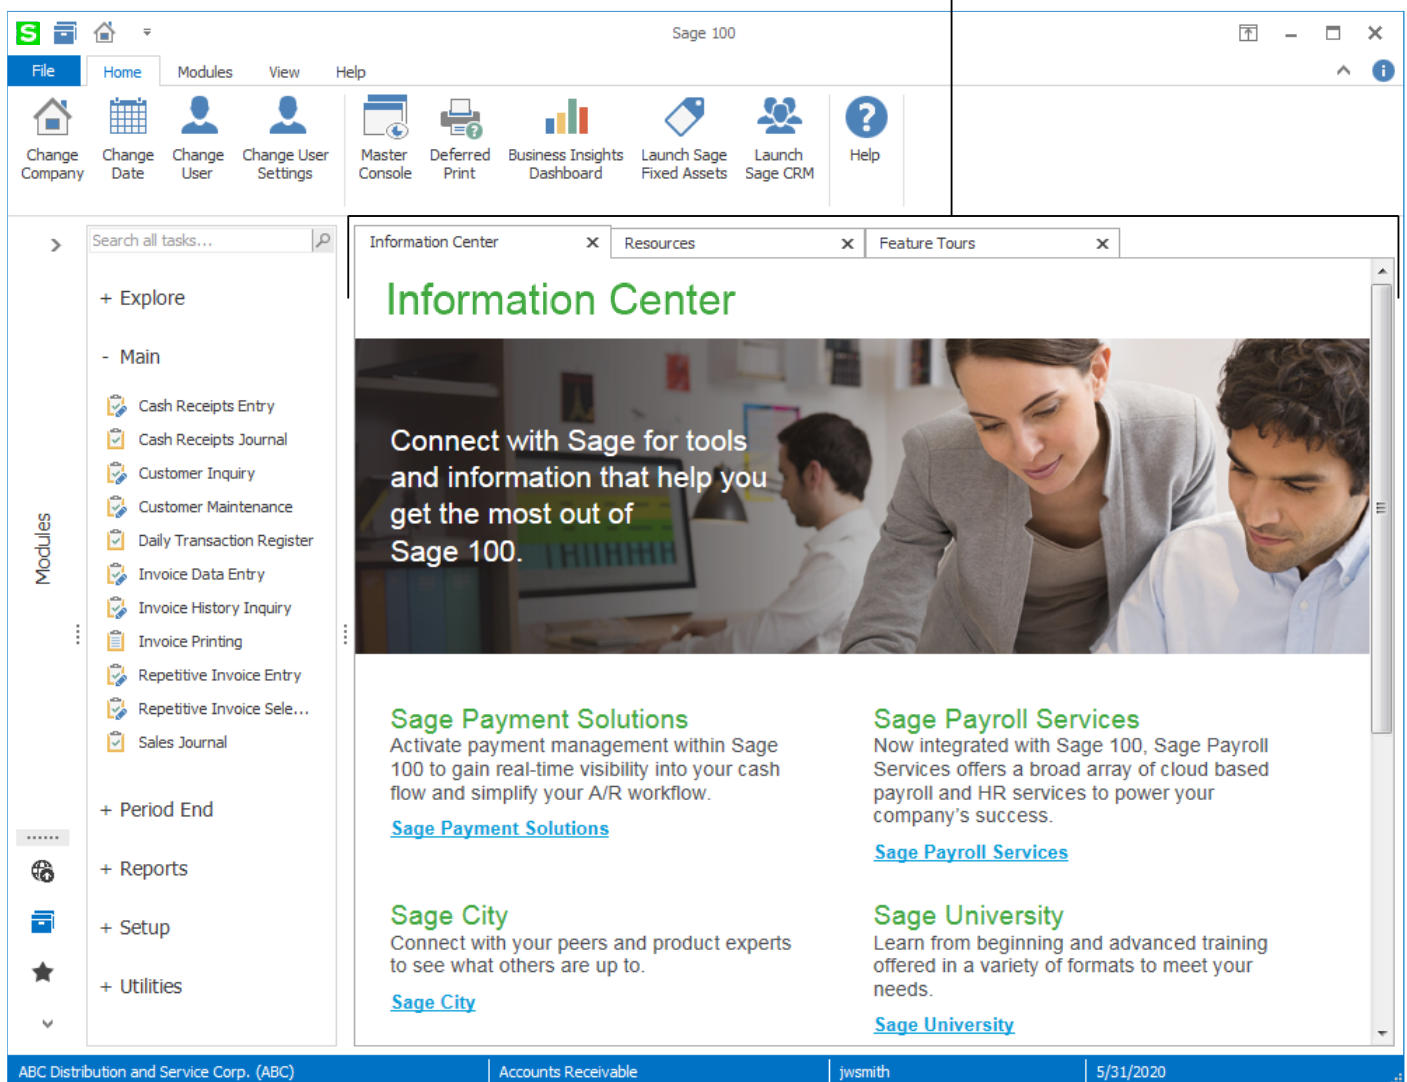 S
Sage 100
File Home Modules View Help
Change Company
Change Date
Change User
Change User Settings
Master Console
Deferred Print
Business Insights Dashboard
Launch Sage Fixed Assets
Launch Sage CRM
Help
Search all tasks...
Information Center
Resources
Feature Tours
Modules
+ Explore
- Main
Cash Receipts Entry
Cash Receipts Journal
Customer Inquiry
Customer Maintenance
Daily Transaction Register
Invoice Data Entry
Invoice History Inquiry
Invoice Printing
Repetitive Invoice Entry
Repetitive Invoice Sele...
Sales Journal
+ Period End
+ Reports
+ Setup
+ Utilities
Information Center
Connect with Sage for tools
and information that help you
get the most out of
Sage 100.
Sage Payment Solutions
Activate payment management within Sage
100 to gain real-time visibility into your cash
flow and simplify your A/R workflow.
Sage Payment Solutions
Sage Payroll Services
Now integrated with Sage 100, Sage Payroll
Services offers a broad array of cloud based
payroll and HR services to power your
company's success.
Sage Payroll Services
Sage City
Connect with your peers and product experts
to see what others are up to.
Sage City
Sage University
Learn from beginning and advanced training
offered in a variety of formats to meet your
needs.
Sage University
ABC Distribution and Service Corp. (ABC) Accounts Receivable jwsmith 5/31/2020